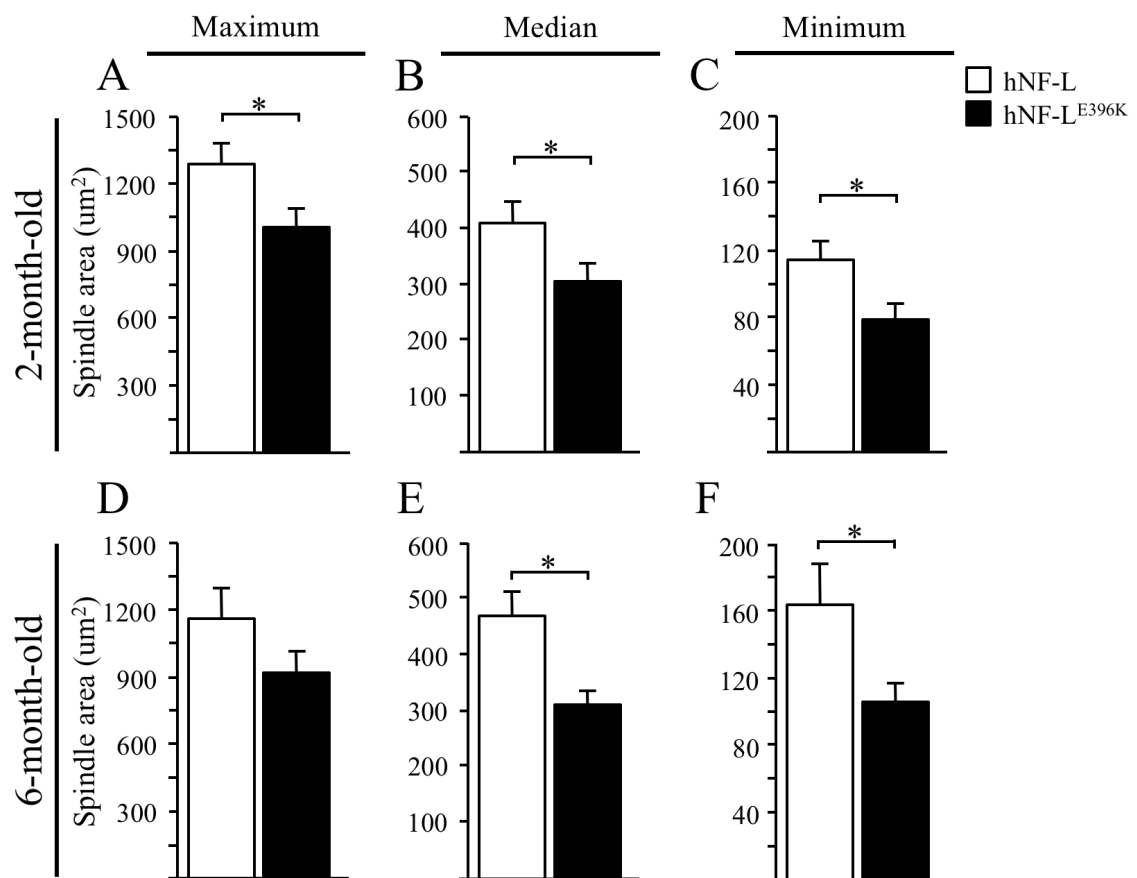 Maximum
Median
Minimum
A
B
C
hNF-L
hNF-L^E396K
2-month-old
Spindle area (um²)
1500
1200
900
600
300
*
600
500
400
300
200
100
*
200
160
120
80
40
*
D
E
F
6-month-old
Spindle area (um²)
1500
1200
900
600
300
600
500
400
300
200
100
*
200
160
120
80
40
*